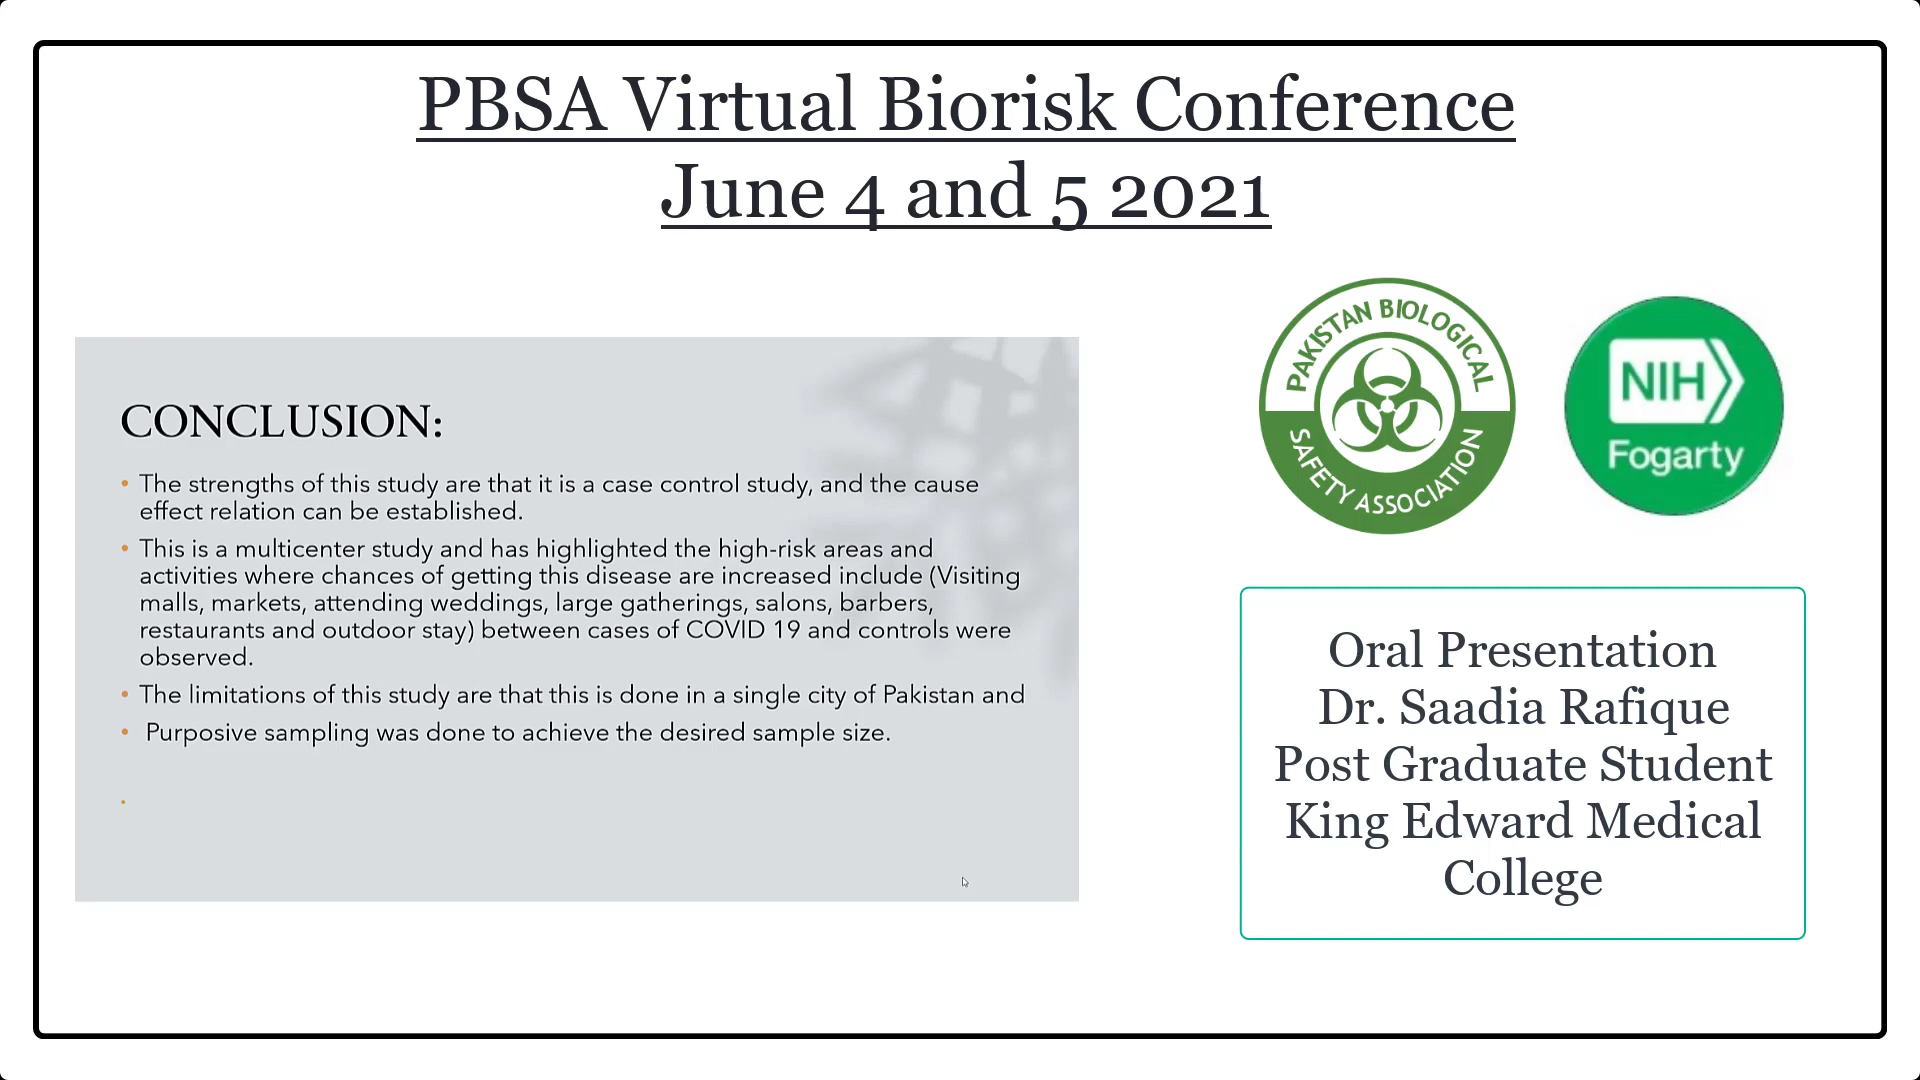 PBSA Virtual Biorisk Conference
June 4 and 5 2021
CONCLUSION:
• The strengths of this study are that it is a case control study, and the cause
effect relation can be established.
• This is a multicenter study and has highlighted the high-risk areas and
activities where chances of getting this disease are increased include (Visiting
malls, markets, attending weddings, large gatherings, salons, barbers,
restaurants and outdoor stay) between cases of COVID 19 and controls were
observed.
• The limitations of this study are that this is done in a single city of Pakistan and
• Purposive sampling was done to achieve the desired sample size.
PAKISTAN BIOLOGICAL
SAFETY ASSOCIATION
NIH
Fogarty
Oral Presentation
Dr. Saadia Rafique
Post Graduate Student
King Edward Medical
College